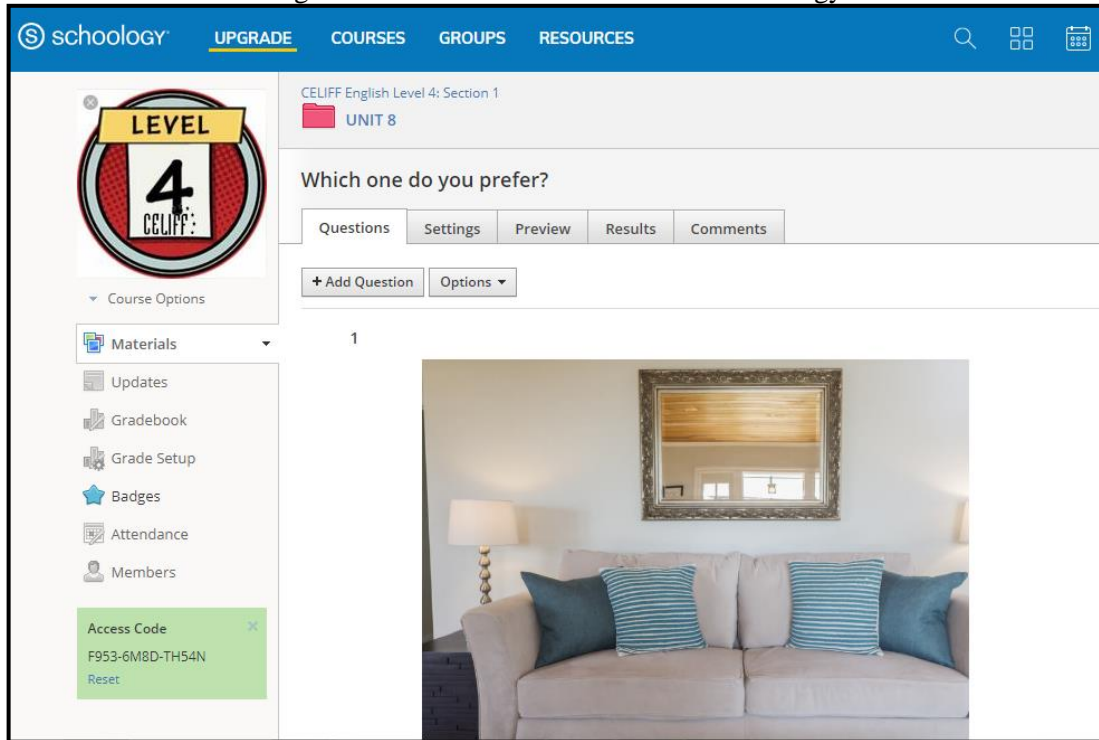 schoology
UPGRADE
COURSES
GROUPS
RESOURCES
LEVEL
4
CELIFF:
Course Options
Materials
Updates
Gradebook
Grade Setup
Badges
Attendance
Members
Access Code
F953-6M8D-TH54N
Reset
CELIFF English Level 4: Section 1
UNIT 8
Which one do you prefer?
Questions
Settings
Preview
Results
Comments
+ Add Question
Options
1